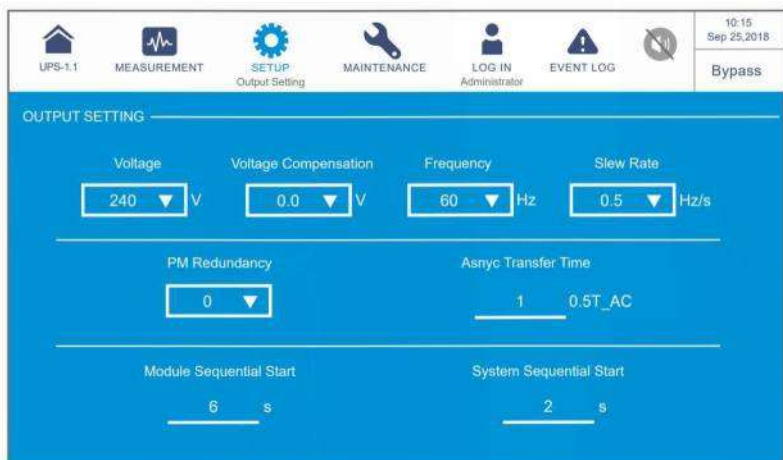 10:15
Sep 25,2018
UPS-1.1 MEASUREMENT SETUP MAINTENANCE LOG IN EVENT LOG
Output Setting Administrator
Bypass
OUTPUT SETTING
Voltage Voltage Compensation Frequency Slew Rate
240 V 0.0 V 60 Hz 0.5 Hz/s
PM Redundancy Asnyc Transfer Time
0 1 0.5T_AC
Module Sequential Start System Sequential Start
6 s 2 s